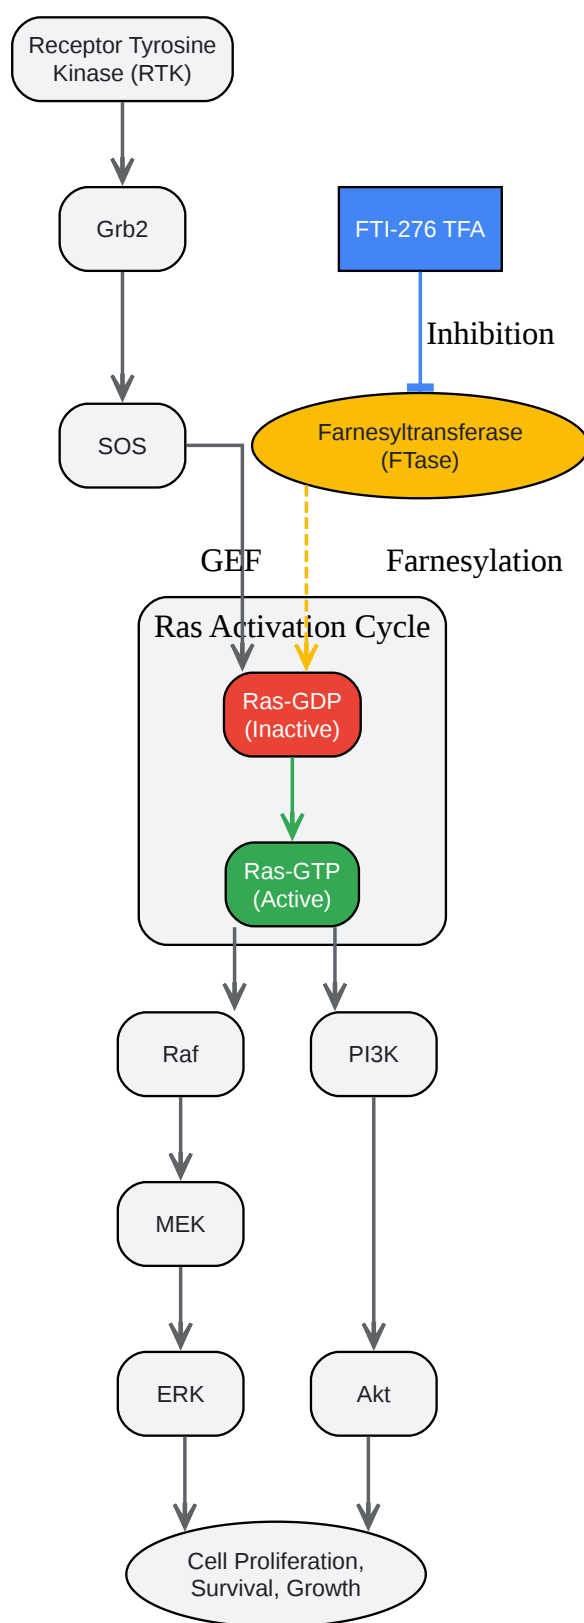 Receptor Tyrosine
Kinase (RTK)
Grb2
FTI-276 TFA
Inhibition
SOS
Farnesyltransferase
(FTase)
GEF
Farnesylation
Ras Activation Cycle
Ras-GDP
(Inactive)
Ras-GTP
(Active)
Raf
PI3K
MEK
ERK
Akt
Cell Proliferation,
Survival, Growth